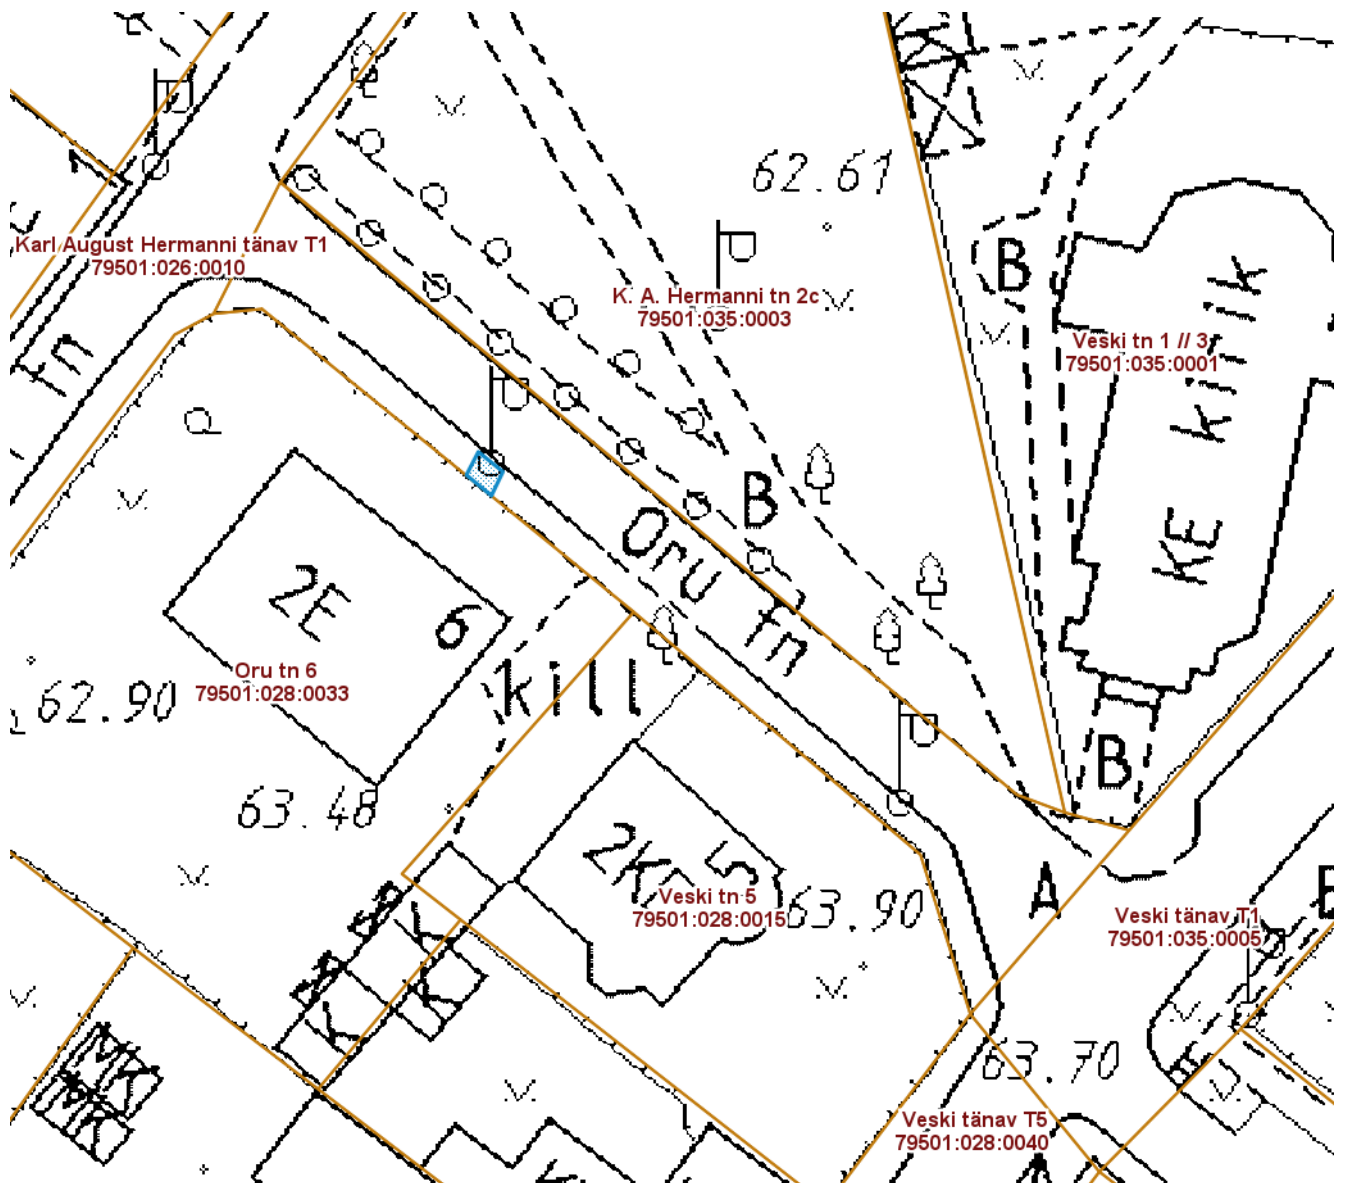 62.61
Karl August Hermanni tänav T1
79501:026:0010
tn
K. A. Hermanni tn 2c
79501:035:0003
B
Veski tn 1 // 3
79501:035:0001
KE kirik
B
Oru tn
2E
6
Oru tn 6
79501:028:0033
kill
62.90
63.48
B
2K
5
Veski tn 5
79501:028:0015
63.90
A
Veski tänav T1
79501:035:0005
K
K
K
MK
MK
63.70
Veski tänav T5
79501:028:0040